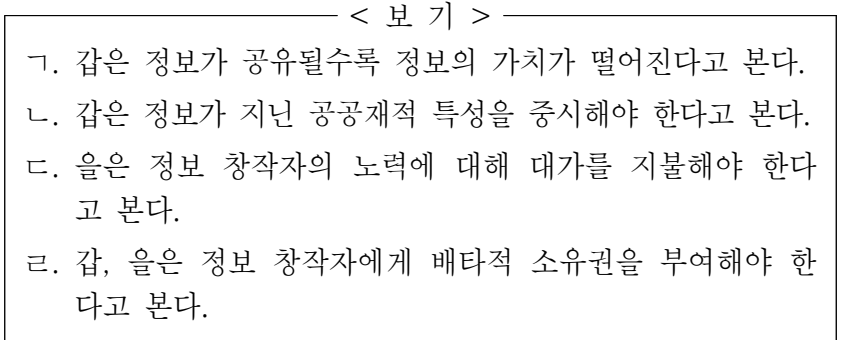 < 보 기 >
ㄱ. 갑은 정보가 공유될수록 정보의 가치가 떨어진다고 본다.
ㄴ. 갑은 정보가 지닌 공공재적 특성을 중시해야 한다고 본다.
ㄷ. 을은 정보 창작자의 노력에 대해 대가를 지불해야 한다
고 본다.
ㄹ. 갑, 을은 정보 창작자에게 배타적 소유권을 부여해야 한
다고 본다.